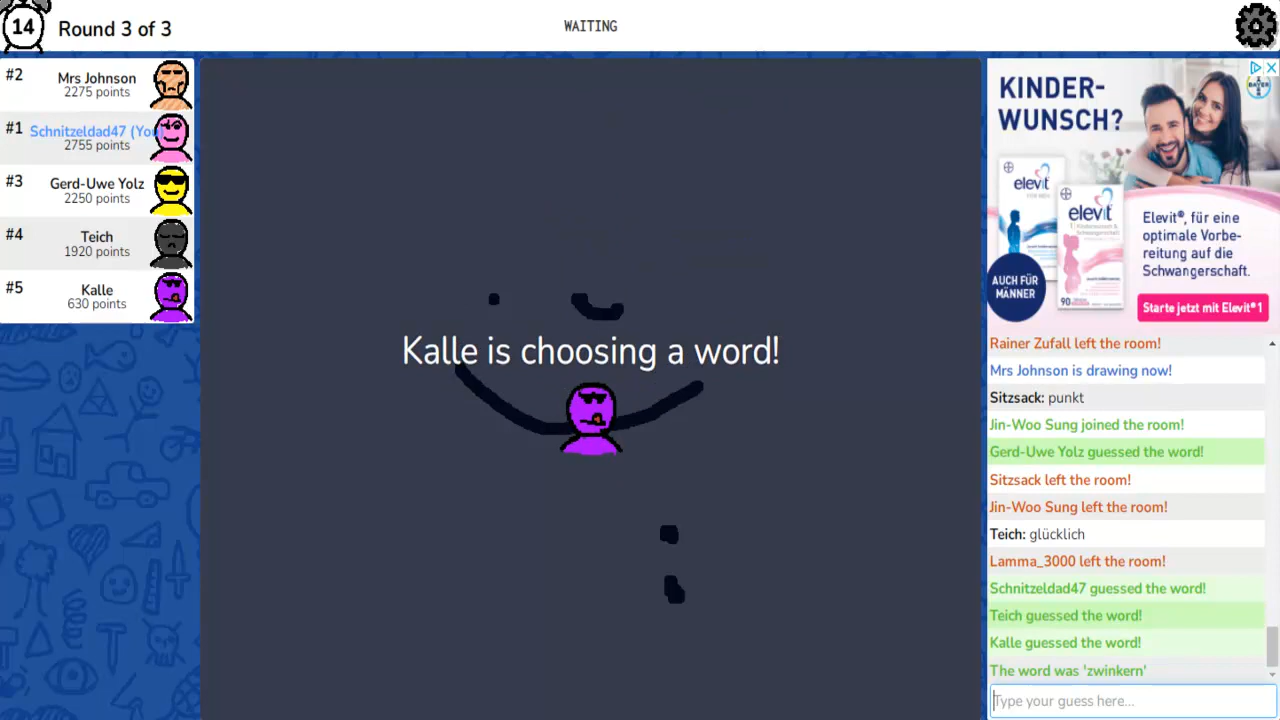 14
Round 3 of 3
WAITING
#2
Mrs Johnson
2275 points
#1
Schnitzeldad47 (You)
2755 points
#3
Gerd-Uwe Yolz
2250 points
#4
Teich
1920 points
#5
Kalle
630 points
Kalle is choosing a word!
KINDER-
WUNSCH?
BAYER
elevit
elevit
Elevit®, für eine
optimale Vorbe-
reitung auf die
Schwangerschaft.
AUCH FÜR
MÄNNER
90
Starte jetzt mit Elevit® 1
Rainer Zufall left the room!
Mrs Johnson is drawing now!
Sitzsack: punkt
Jin-Woo Sung joined the room!
Gerd-Uwe Yolz guessed the word!
Sitzsack left the room!
Jin-Woo Sung left the room!
Teich: glücklich
Lamma_3000 left the room!
Schnitzeldad47 guessed the word!
Teich guessed the word!
Kalle guessed the word!
The word was 'zwinkern'
Type your guess here...